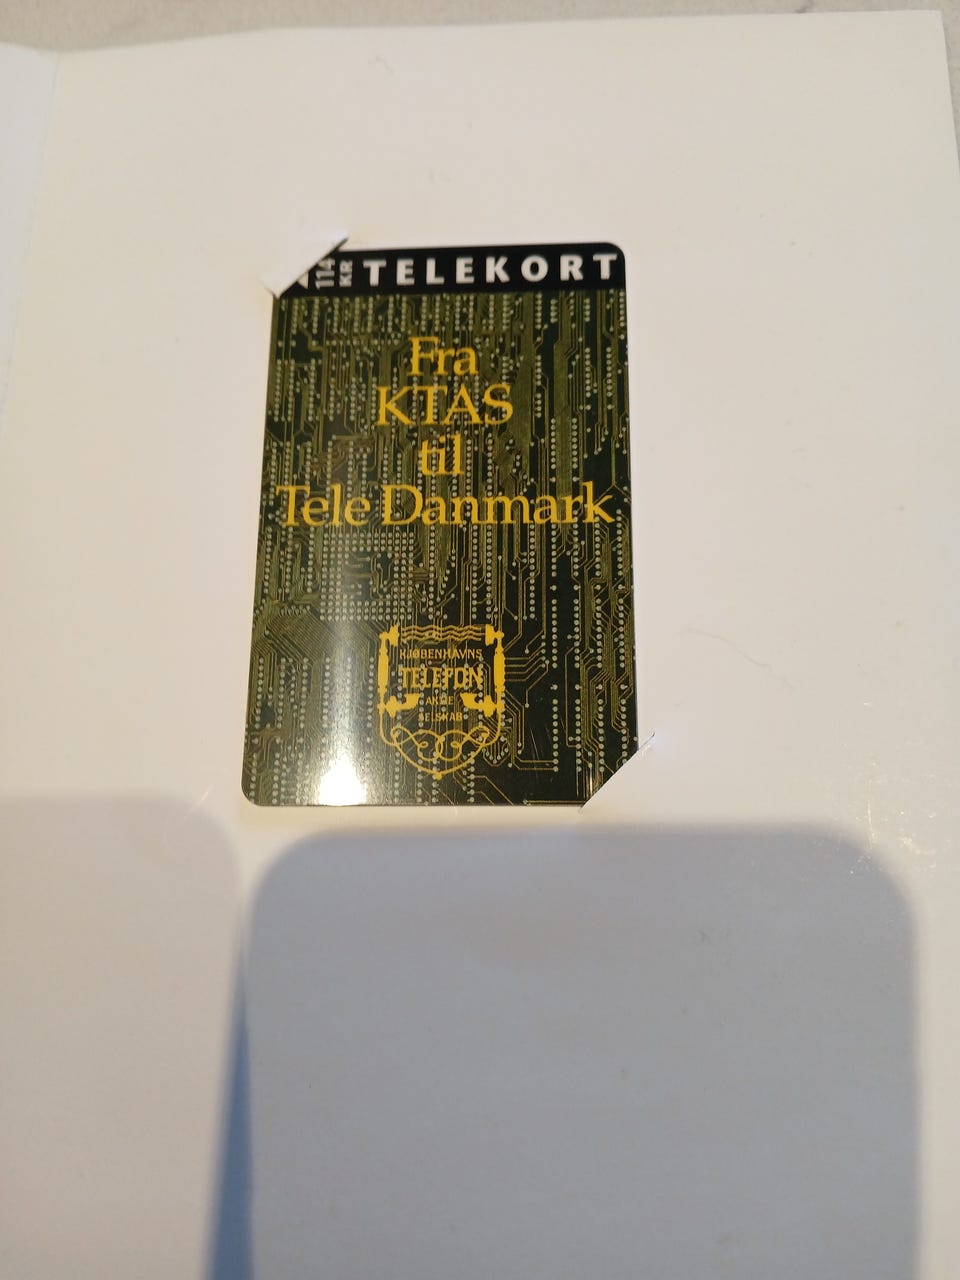 114
KR
TELEKORT
Fra
KTAS
til
Tele Danmark
KJØBENHAVNS
TELEFON
AKTIE
SELSKAB